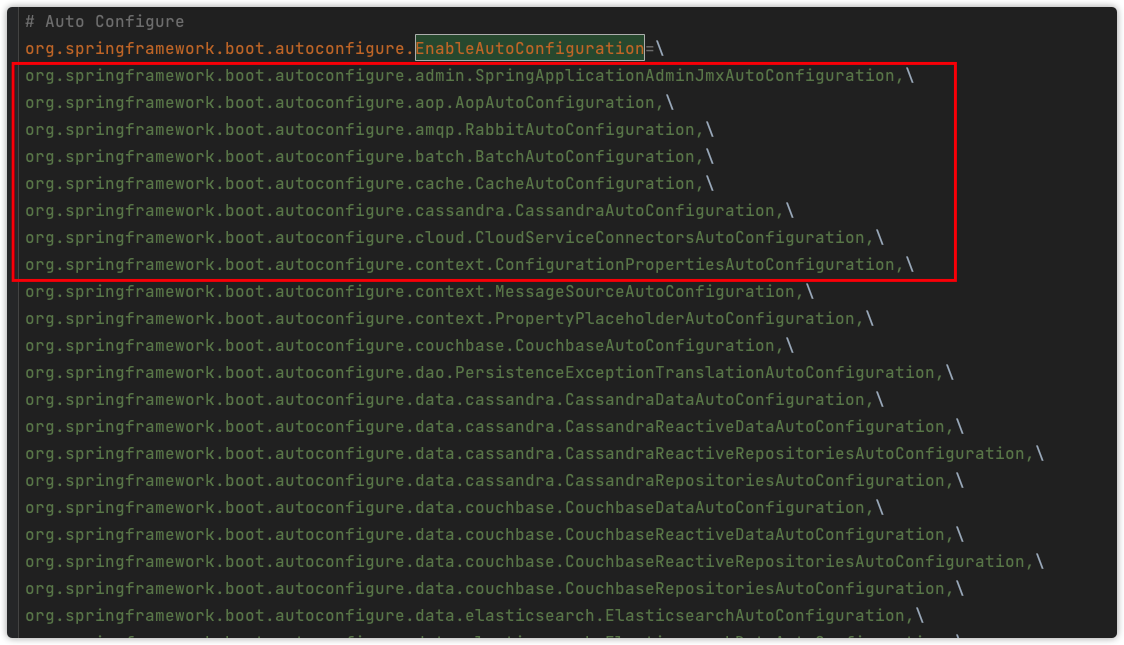 # Auto Configure
org.springframework.boot.autoconfigure.EnableAutoConfiguration=\
org.springframework.boot.autoconfigure.admin.SpringApplicationAdminJmxAutoConfiguration,\
org.springframework.boot.autoconfigure.aop.AopAutoConfiguration,\
org.springframework.boot.autoconfigure.amqp.RabbitAutoConfiguration,\
org.springframework.boot.autoconfigure.batch.BatchAutoConfiguration,\
org.springframework.boot.autoconfigure.cache.CacheAutoConfiguration,\
org.springframework.boot.autoconfigure.cassandra.CassandraAutoConfiguration,\
org.springframework.boot.autoconfigure.cloud.CloudServiceConnectorsAutoConfiguration,\
org.springframework.boot.autoconfigure.context.ConfigurationPropertiesAutoConfiguration,\
org.springframework.boot.autoconfigure.context.MessageSourceAutoConfiguration,\
org.springframework.boot.autoconfigure.context.PropertyPlaceholderAutoConfiguration,\
org.springframework.boot.autoconfigure.couchbase.CouchbaseAutoConfiguration,\
org.springframework.boot.autoconfigure.dao.PersistenceExceptionTranslationAutoConfiguration,\
org.springframework.boot.autoconfigure.data.cassandra.CassandraDataAutoConfiguration,\
org.springframework.boot.autoconfigure.data.cassandra.CassandraReactiveDataAutoConfiguration,\
org.springframework.boot.autoconfigure.data.cassandra.CassandraReactiveRepositoriesAutoConfiguration,\
org.springframework.boot.autoconfigure.data.cassandra.CassandraRepositoriesAutoConfiguration,\
org.springframework.boot.autoconfigure.data.couchbase.CouchbaseDataAutoConfiguration,\
org.springframework.boot.autoconfigure.data.couchbase.CouchbaseReactiveDataAutoConfiguration,\
org.springframework.boot.autoconfigure.data.couchbase.CouchbaseReactiveRepositoriesAutoConfiguration,\
org.springframework.boot.autoconfigure.data.couchbase.CouchbaseRepositoriesAutoConfiguration,\
org.springframework.boot.autoconfigure.data.elasticsearch.ElasticsearchAutoConfiguration,\